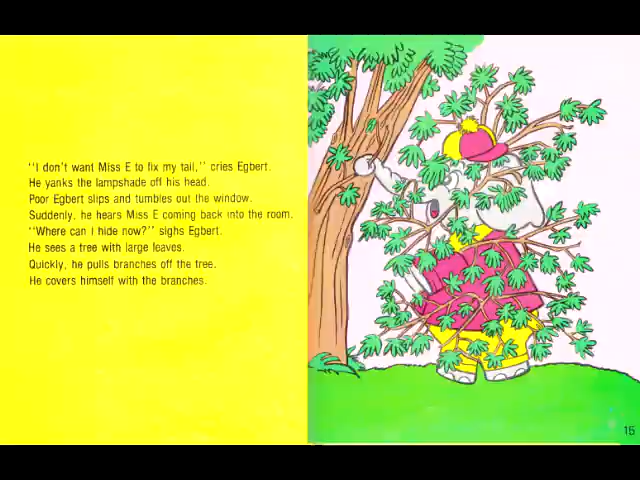 "I don't want Miss E to fix my tail," cries Egbert.
He yanks the lampshade off his head.
Poor Egbert slips and tumbles out the window.
Suddenly, he hears Miss E coming back into the room.
"Where can I hide now?" sighs Egbert.
He sees a tree with large leaves.
Quickly, he pulls branches off the tree.
He covers himself with the branches.
15